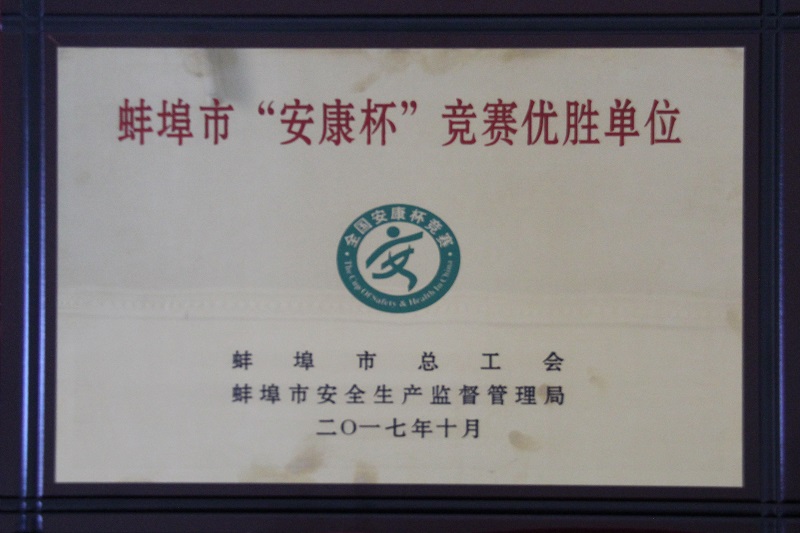 蚌埠市“安康杯”竞赛优胜单位
·全国安康杯竞赛·
The Cup Of Safety & Health In China
蚌埠市总工会
蚌埠市安全生产监督管理局
二〇一七年十月